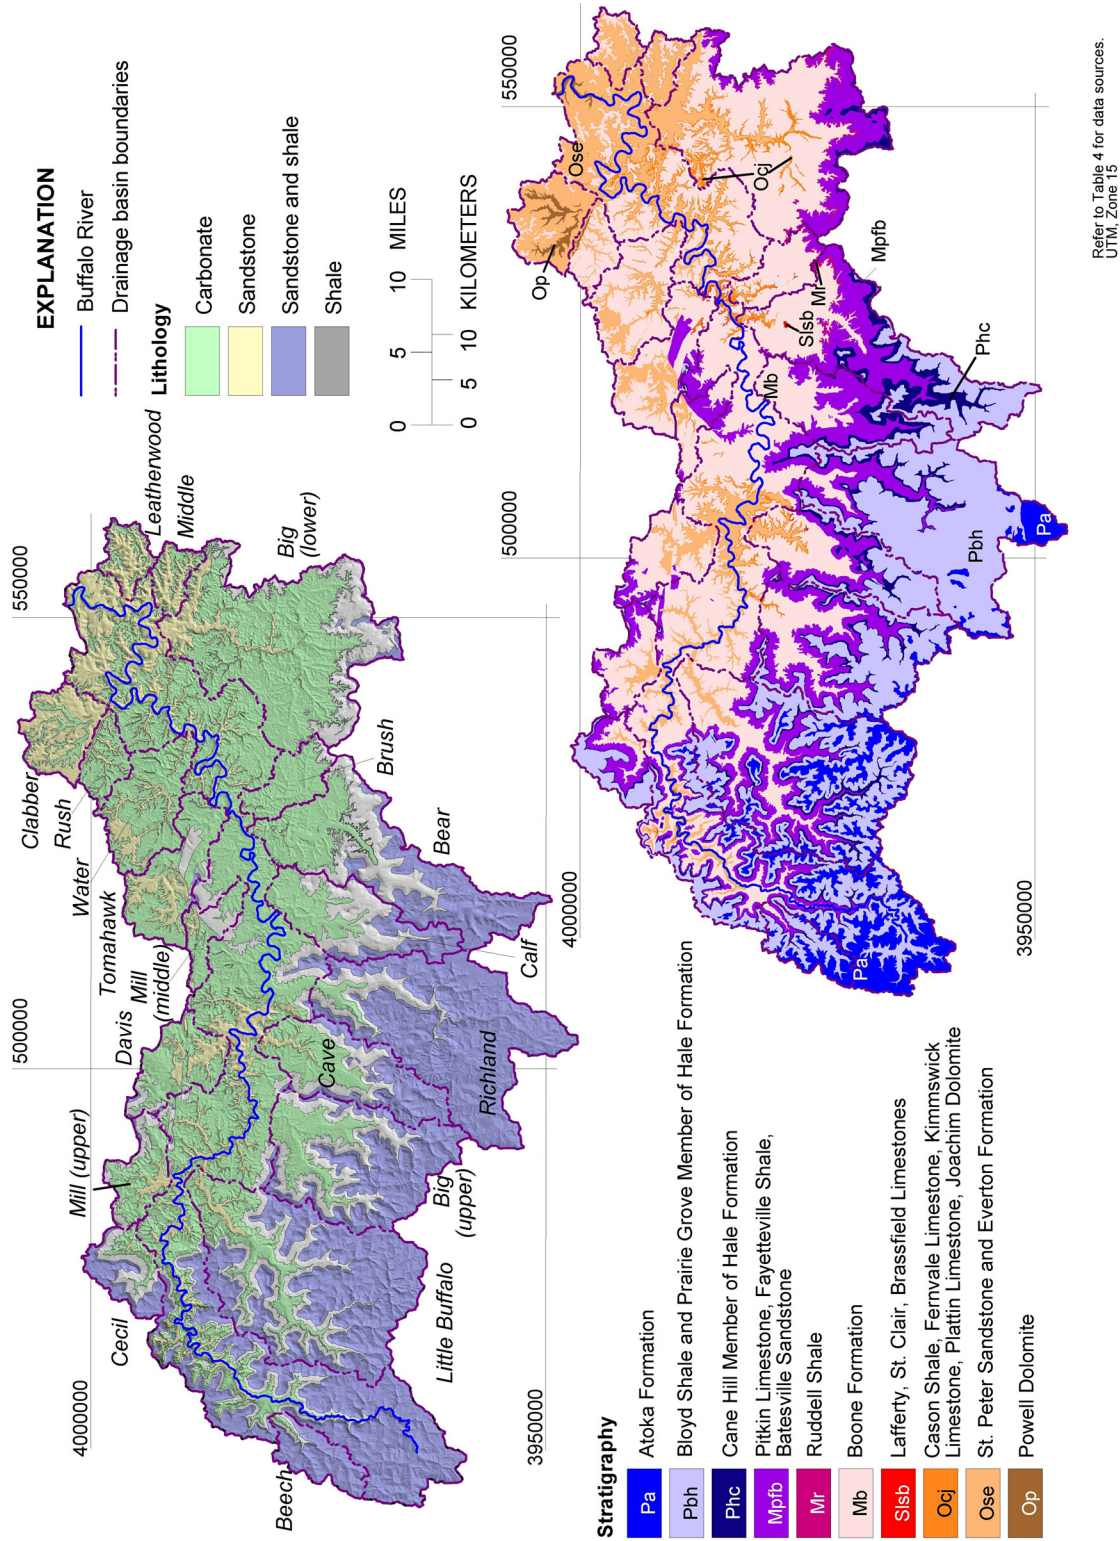 EXPLANATION
Buffalo River
Drainage basin boundaries
Lithology
Carbonate
Sandstone
Sandstone and shale
Shale
0 5 10 MILES
0 5 10 KILOMETERS
500000
550000
4000000
3950000
Beech
Cecil
Mill (upper)
Little Buffalo
Big
(upper)
Cave
Richland
Davis
Mill
(middle)
Tomahawk
Water
Rush
Clabber
Calf
Bear
Brush
Big
(lower)
Middle
Leatherwood
500000
550000
4000000
3950000
Pa
Pbh
Pa
Phc
Mb
Slsb
Mr
Mpfb
Op
Ose
Ocj
Stratigraphy
Pa Atoka Formation
Pbh Bloyd Shale and Prairie Grove Member of Hale Formation
Phc Cane Hill Member of Hale Formation
Mpfb Pitkin Limestone, Fayetteville Shale,
Batesville Sandstone
Mr Ruddell Shale
Mb Boone Formation
Slsb Lafferty, St. Clair, Brassfield Limestones
Ocj Cason Shale, Fernvale Limestone, Kimmswick
Limestone, Plattin Limestone, Joachim Dolomite
Ose St. Peter Sandstone and Everton Formation
Op Powell Dolomite
Refer to Table 4 for data sources.
UTM, Zone 15